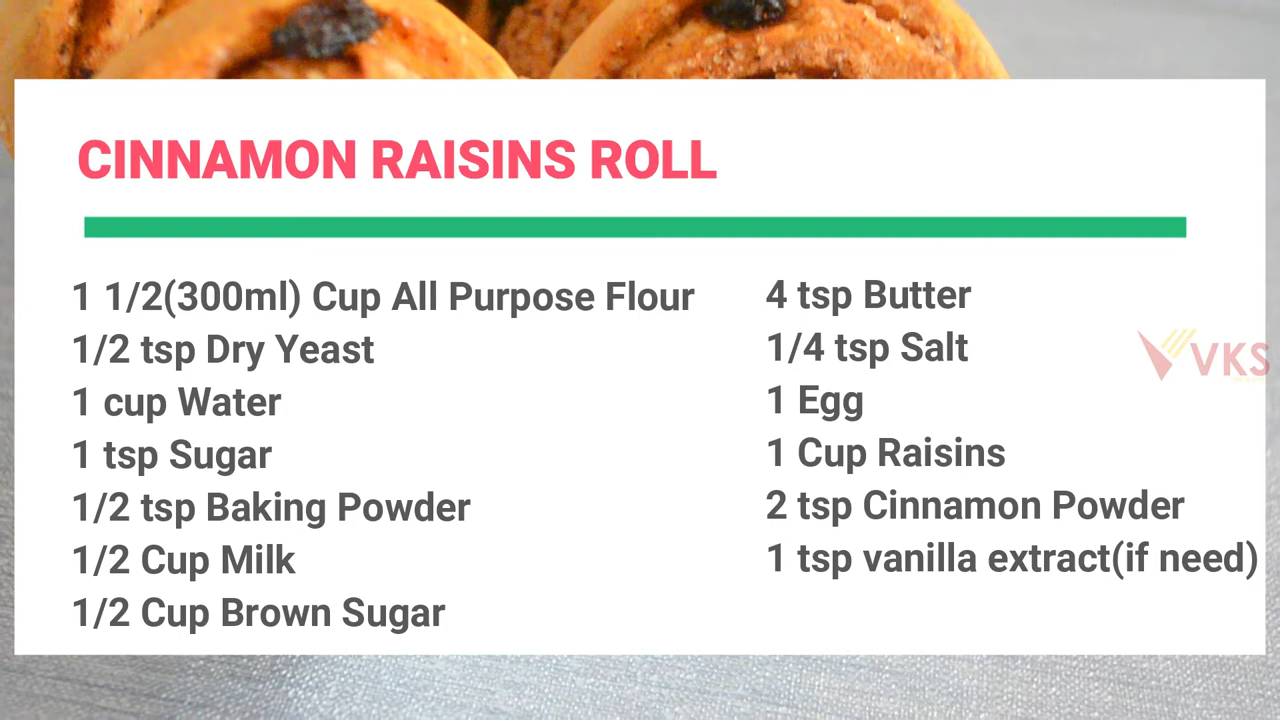 CINNAMON RAISINS ROLL
1 1/2(300ml) Cup All Purpose Flour
1/2 tsp Dry Yeast
1 cup Water
1 tsp Sugar
1/2 tsp Baking Powder
1/2 Cup Milk
1/2 Cup Brown Sugar
4 tsp Butter
1/4 tsp Salt
1 Egg
1 Cup Raisins
2 tsp Cinnamon Powder
1 tsp vanilla extract(if need)
VKS